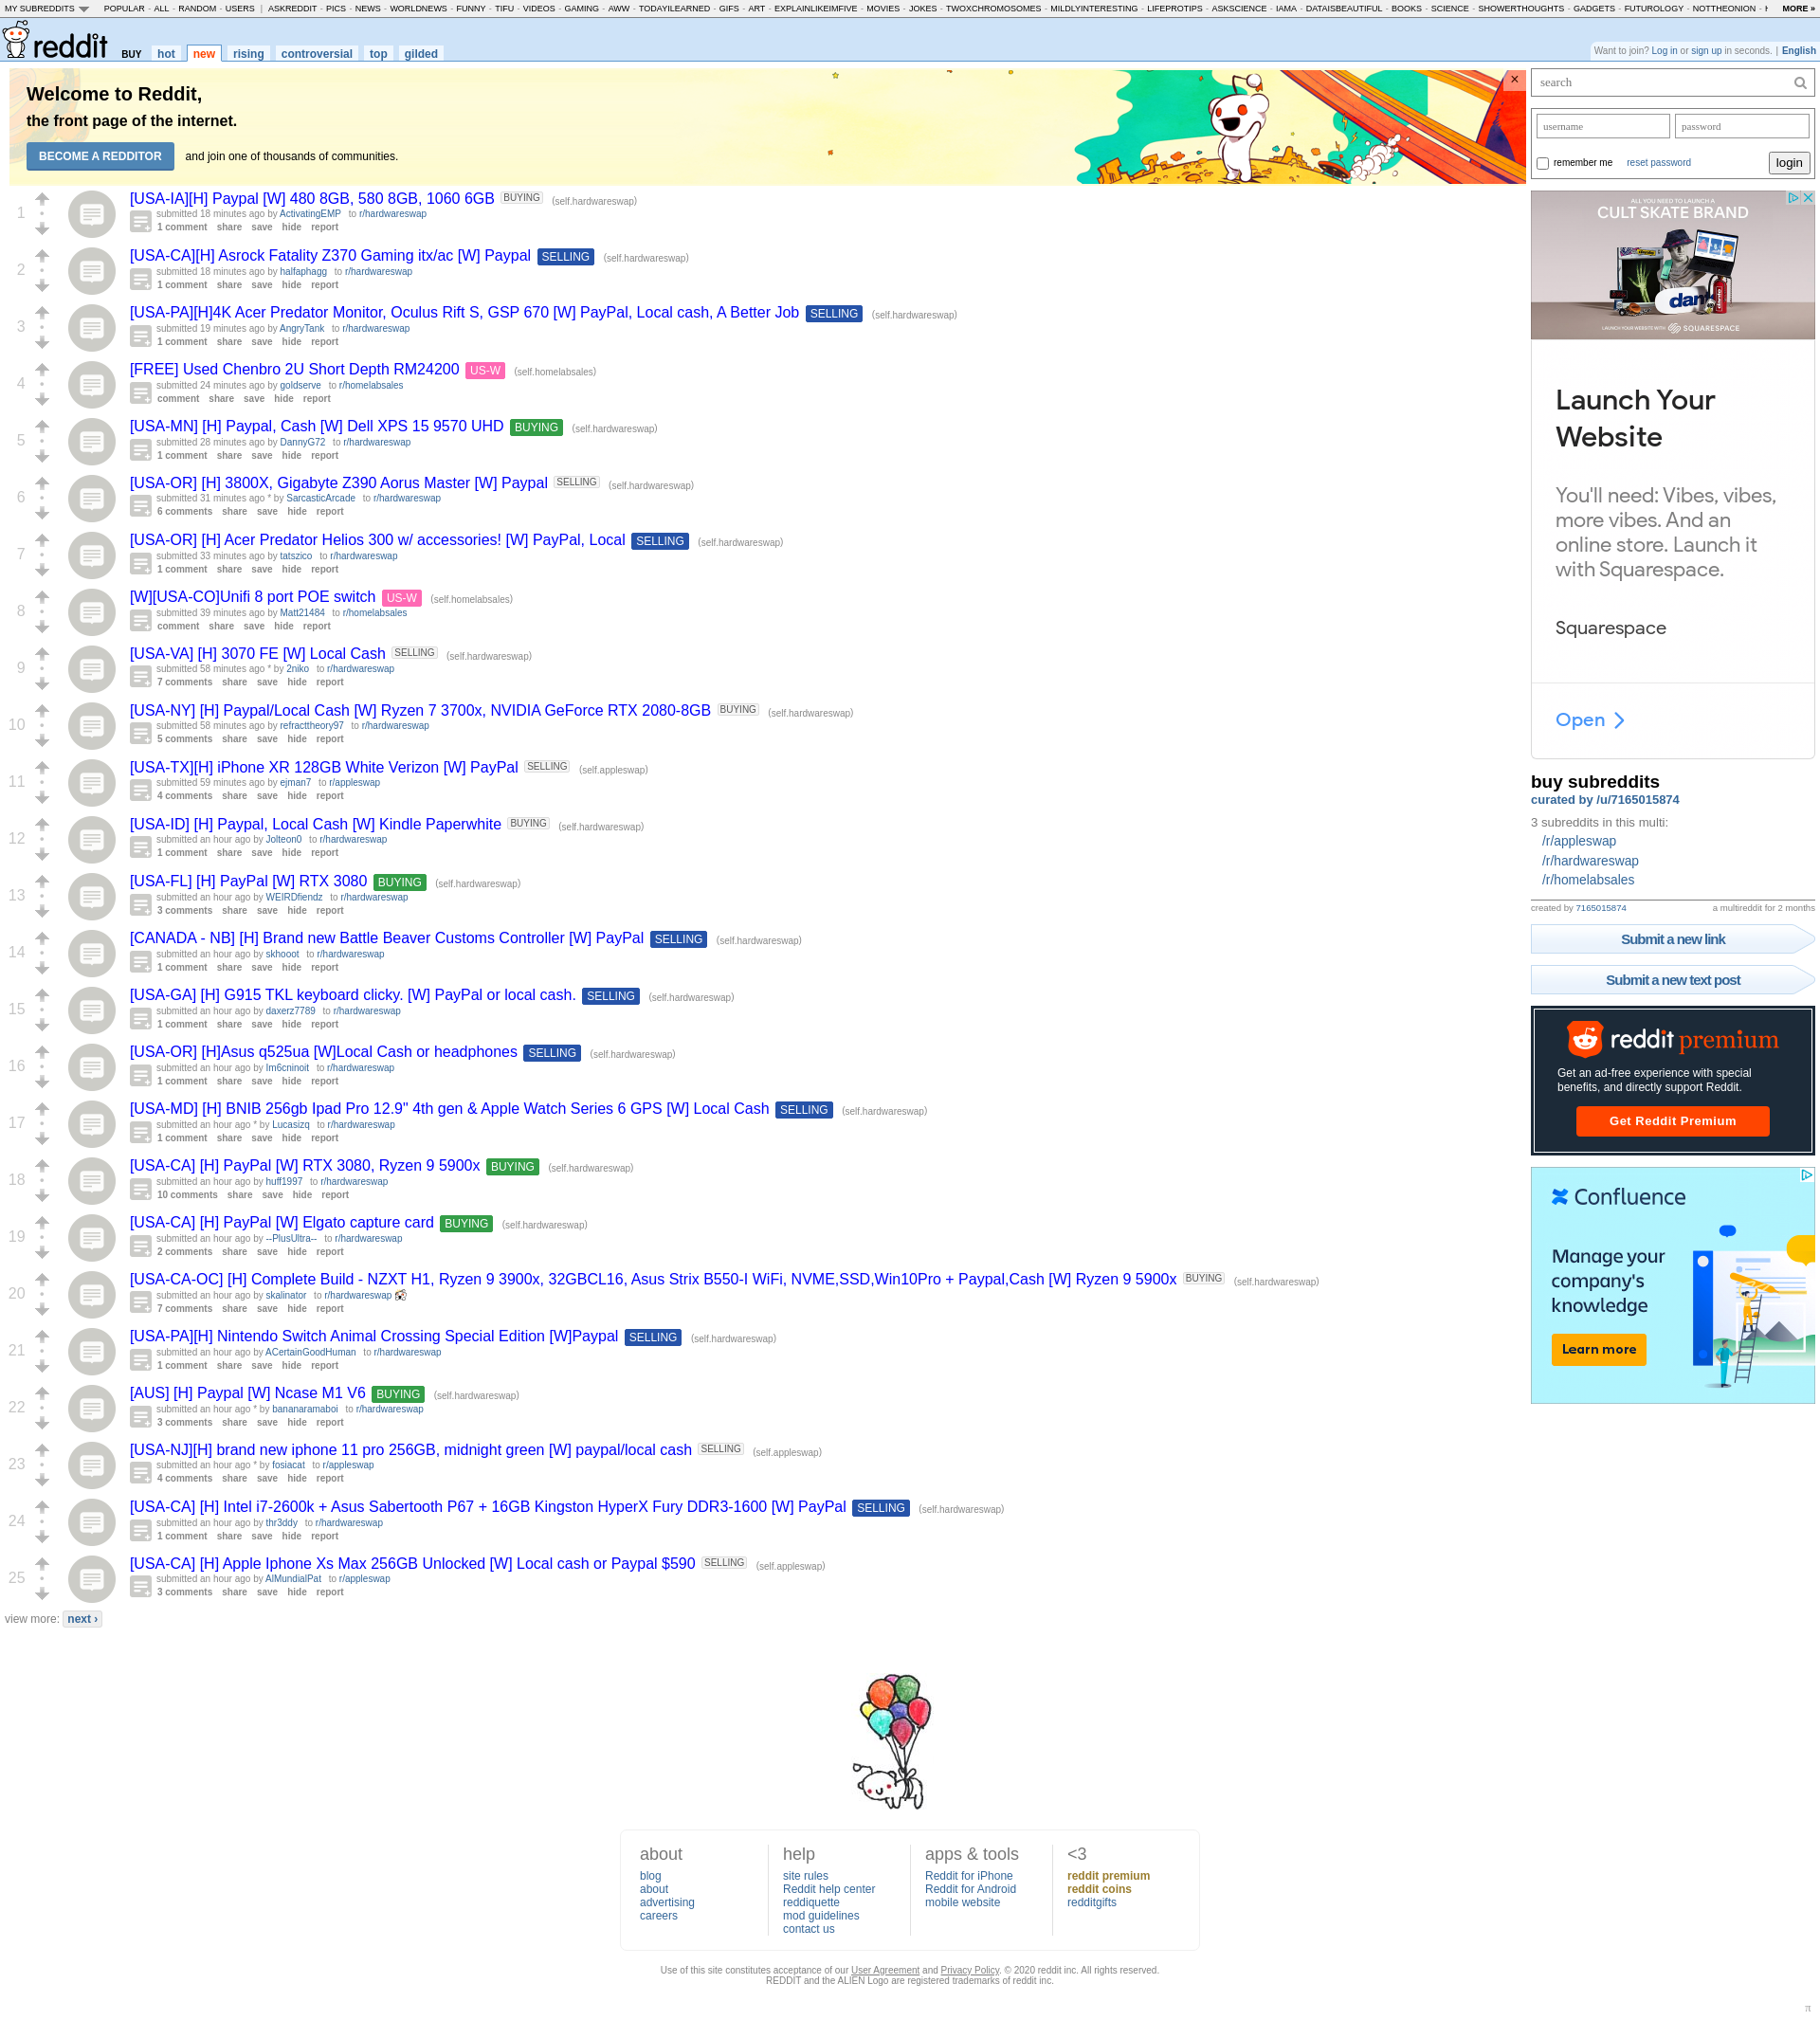 MY SUBREDDITS POPULAR - ALL - RANDOM - USERS | ASKREDDIT - PICS - NEWS - WORLDNEWS - FUNNY - TIFU - VIDEOS - GAMING - AWW - TODAYILEARNED - GIFS - ART - EXPLAINLIKEIMFIVE - MOVIES - JOKES - TWOXCHROMOSOMES - MILDLYINTERESTING - LIFEPROTIPS - ASKSCIENCE - IAMA - DATAISBEAUTIFUL - BOOKS - SCIENCE - SHOWERTHOUGHTS - GADGETS - FUTUROLOGY - NOTTHEONION - MORE »
reddit BUY hot new rising controversial top gilded
Want to join? Log in or sign up in seconds. | English
Welcome to Reddit,
the front page of the internet.
BECOME A REDDITOR and join one of thousands of communities.
×
1
[USA-IA][H] Paypal [W] 480 8GB, 580 8GB, 1060 6GB BUYING (self.hardwareswap)
submitted 18 minutes ago by ActivatingEMP to r/hardwareswap
1 comment share save hide report
2
[USA-CA][H] Asrock Fatality Z370 Gaming itx/ac [W] Paypal SELLING (self.hardwareswap)
submitted 18 minutes ago by halfaphagg to r/hardwareswap
1 comment share save hide report
3
[USA-PA][H]4K Acer Predator Monitor, Oculus Rift S, GSP 670 [W] PayPal, Local cash, A Better Job SELLING (self.hardwareswap)
submitted 19 minutes ago by AngryTank to r/hardwareswap
1 comment share save hide report
4
[FREE] Used Chenbro 2U Short Depth RM24200 US-W (self.homelabsales)
submitted 24 minutes ago by goldserve to r/homelabsales
comment share save hide report
5
[USA-MN] [H] Paypal, Cash [W] Dell XPS 15 9570 UHD BUYING (self.hardwareswap)
submitted 28 minutes ago by DannyG72 to r/hardwareswap
1 comment share save hide report
6
[USA-OR] [H] 3800X, Gigabyte Z390 Aorus Master [W] Paypal SELLING (self.hardwareswap)
submitted 31 minutes ago * by SarcasticArcade to r/hardwareswap
6 comments share save hide report
7
[USA-OR] [H] Acer Predator Helios 300 w/ accessories! [W] PayPal, Local SELLING (self.hardwareswap)
submitted 33 minutes ago by tatszico to r/hardwareswap
1 comment share save hide report
8
[W][USA-CO]Unifi 8 port POE switch US-W (self.homelabsales)
submitted 39 minutes ago by Matt21484 to r/homelabsales
comment share save hide report
9
[USA-VA] [H] 3070 FE [W] Local Cash SELLING (self.hardwareswap)
submitted 58 minutes ago * by 2niko to r/hardwareswap
7 comments share save hide report
10
[USA-NY] [H] Paypal/Local Cash [W] Ryzen 7 3700x, NVIDIA GeForce RTX 2080-8GB BUYING (self.hardwareswap)
submitted 58 minutes ago by refracttheory97 to r/hardwareswap
5 comments share save hide report
11
[USA-TX][H] iPhone XR 128GB White Verizon [W] PayPal SELLING (self.appleswap)
submitted 59 minutes ago by ejman7 to r/appleswap
4 comments share save hide report
12
[USA-ID] [H] Paypal, Local Cash [W] Kindle Paperwhite BUYING (self.hardwareswap)
submitted an hour ago by Jolteon0 to r/hardwareswap
1 comment share save hide report
13
[USA-FL] [H] PayPal [W] RTX 3080 BUYING (self.hardwareswap)
submitted an hour ago by WEIRDfiendz to r/hardwareswap
3 comments share save hide report
14
[CANADA - NB] [H] Brand new Battle Beaver Customs Controller [W] PayPal SELLING (self.hardwareswap)
submitted an hour ago by skhooot to r/hardwareswap
1 comment share save hide report
15
[USA-GA] [H] G915 TKL keyboard clicky. [W] PayPal or local cash. SELLING (self.hardwareswap)
submitted an hour ago by daxerz7789 to r/hardwareswap
1 comment share save hide report
16
[USA-OR] [H]Asus q525ua [W]Local Cash or headphones SELLING (self.hardwareswap)
submitted an hour ago by Im6cninoit to r/hardwareswap
1 comment share save hide report
17
[USA-MD] [H] BNIB 256gb Ipad Pro 12.9" 4th gen & Apple Watch Series 6 GPS [W] Local Cash SELLING (self.hardwareswap)
submitted an hour ago * by Lucasizq to r/hardwareswap
1 comment share save hide report
18
[USA-CA] [H] PayPal [W] RTX 3080, Ryzen 9 5900x BUYING (self.hardwareswap)
submitted an hour ago by huff1997 to r/hardwareswap
10 comments share save hide report
19
[USA-CA] [H] PayPal [W] Elgato capture card BUYING (self.hardwareswap)
submitted an hour ago by --PlusUltra-- to r/hardwareswap
2 comments share save hide report
20
[USA-CA-OC] [H] Complete Build - NZXT H1, Ryzen 9 3900x, 32GBCL16, Asus Strix B550-I WiFi, NVME,SSD,Win10Pro + Paypal,Cash [W] Ryzen 9 5900x BUYING (self.hardwareswap)
submitted an hour ago by skalinator to r/hardwareswap
7 comments share save hide report
21
[USA-PA][H] Nintendo Switch Animal Crossing Special Edition [W]Paypal SELLING (self.hardwareswap)
submitted an hour ago by ACertainGoodHuman to r/hardwareswap
1 comment share save hide report
22
[AUS] [H] Paypal [W] Ncase M1 V6 BUYING (self.hardwareswap)
submitted an hour ago * by bananaramaboi to r/hardwareswap
3 comments share save hide report
23
[USA-NJ][H] brand new iphone 11 pro 256GB, midnight green [W] paypal/local cash SELLING (self.appleswap)
submitted an hour ago * by fosiacat to r/appleswap
4 comments share save hide report
24
[USA-CA] [H] Intel i7-2600k + Asus Sabertooth P67 + 16GB Kingston HyperX Fury DDR3-1600 [W] PayPal SELLING (self.hardwareswap)
submitted an hour ago by thr3ddy to r/hardwareswap
1 comment share save hide report
25
[USA-CA] [H] Apple Iphone Xs Max 256GB Unlocked [W] Local cash or Paypal $590 SELLING (self.appleswap)
submitted an hour ago by AlMundialPat to r/appleswap
3 comments share save hide report
view more: next ›
search
username password
remember me reset password login
ALL YOU NEED TO LAUNCH A
CULT SKATE BRAND
dam
LAUNCH YOUR WEBSITE WITH SQUARESPACE
Launch Your
Website
You'll need: Vibes, vibes,
more vibes. And an
online store. Launch it
with Squarespace.
Squarespace
Open
buy subreddits
curated by /u/7165015874
3 subreddits in this multi:
/r/appleswap
/r/hardwareswap
/r/homelabsales
created by 7165015874 a multireddit for 2 months
Submit a new link
Submit a new text post
reddit premium
Get an ad-free experience with special
benefits, and directly support Reddit.
Get Reddit Premium
Confluence
Manage your
company's
knowledge
Learn more
about
blog
about
advertising
careers
help
site rules
Reddit help center
reddiquette
mod guidelines
contact us
apps & tools
Reddit for iPhone
Reddit for Android
mobile website
<3
reddit premium
reddit coins
redditgifts
Use of this site constitutes acceptance of our User Agreement and Privacy Policy. © 2020 reddit inc. All rights reserved.
REDDIT and the ALIEN Logo are registered trademarks of reddit inc.
π